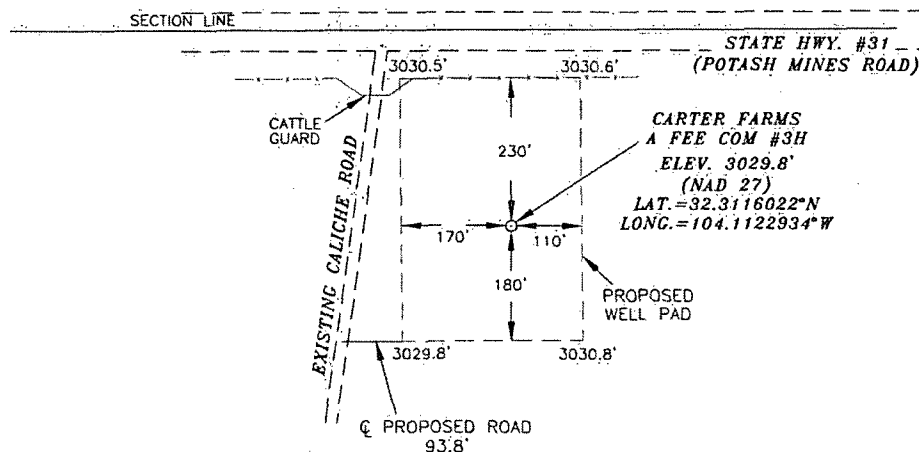 SECTION LINE
STATE HWY. #31
(POTASH MINES ROAD)
3030.5'
3030.6'
CATTLE
GUARD
CARTER FARMS
A FEE COM #3H
ELEV. 3029.8'
(NAD 27)
LAT.=32.3116022°N
LONG.=104.1122934°W
230'
170'
110'
180'
EXISTING CALICHE ROAD
PROPOSED
WELL PAD
3029.8'
3030.8'
℄ PROPOSED ROAD
93.8'